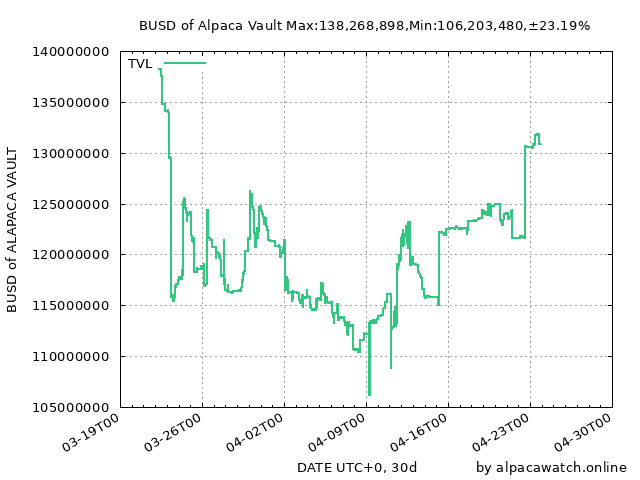 BUSD of Alpaca Vault Max:138,268,898,Min:106,203,480,±23.19%
140000000
TVL
135000000
130000000
125000000
120000000
115000000
110000000
105000000
BUSD of ALAPACA VAULT
03-19T00
03-26T00
04-02T00
04-09T00
04-16T00
04-23T00
04-30T00
DATE UTC+0, 30d
by alpacawatch.online